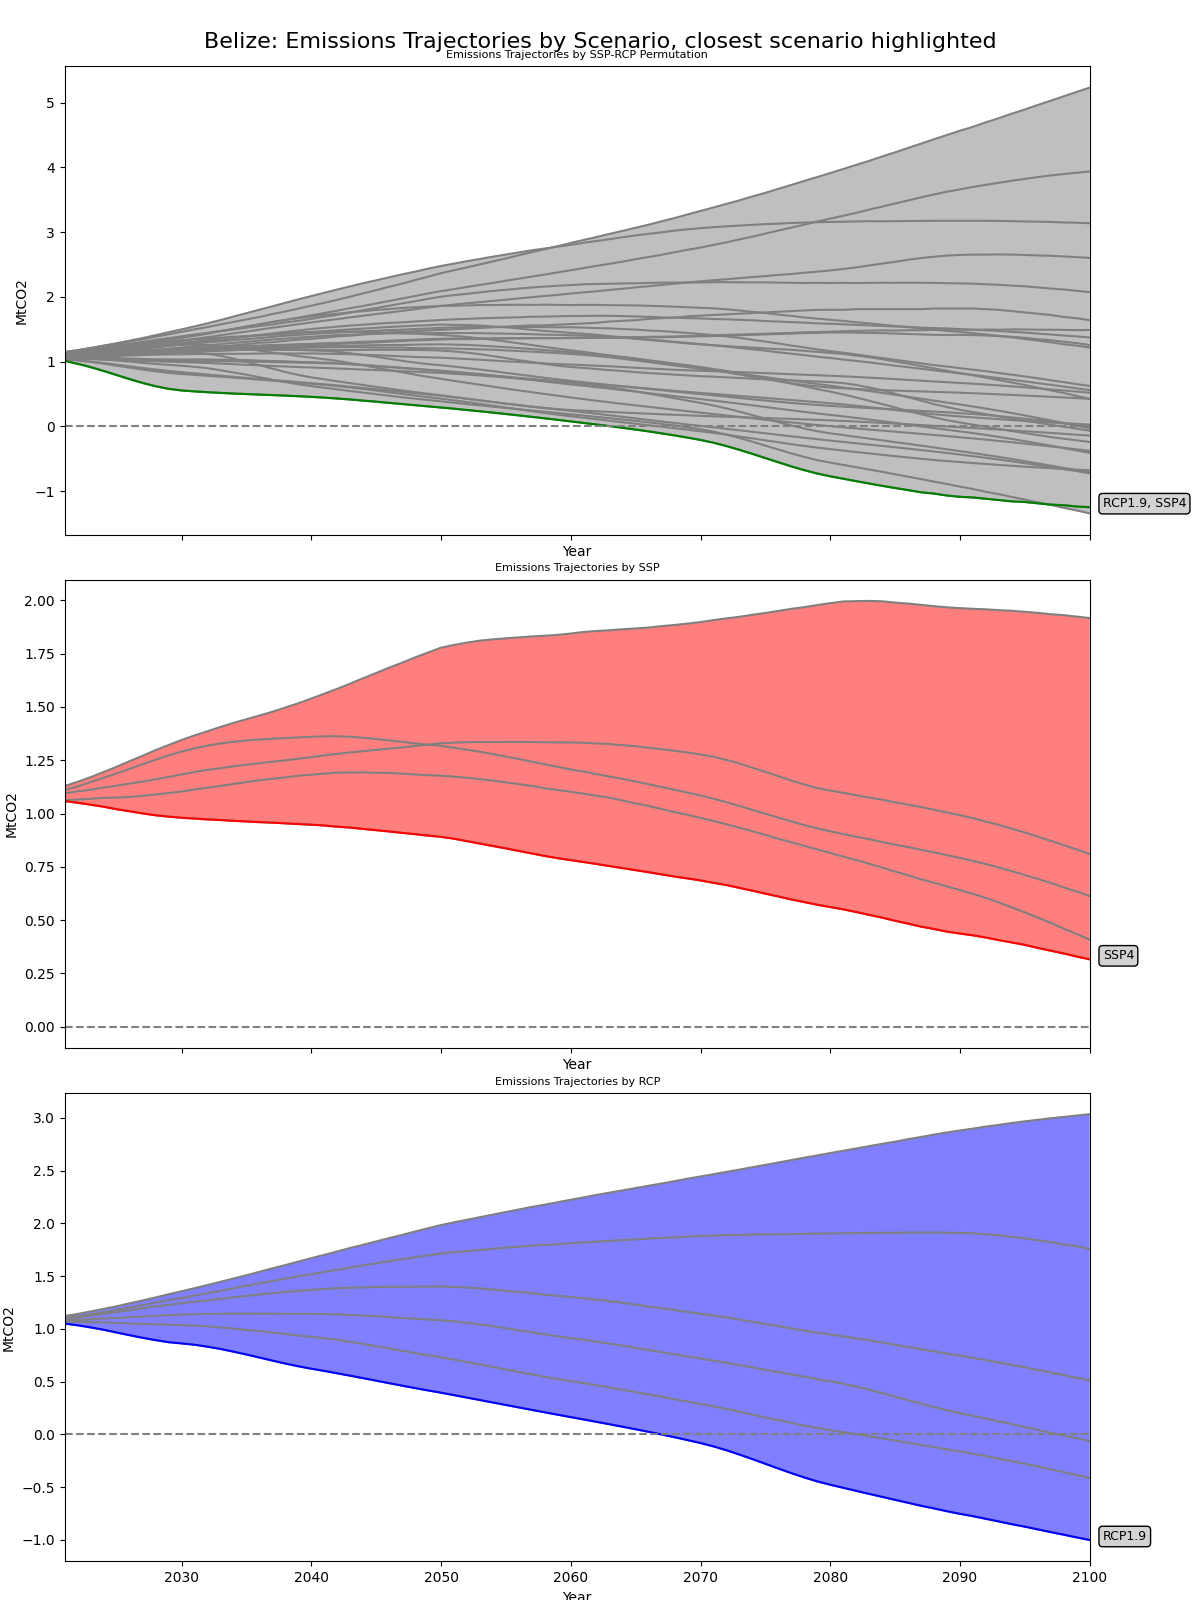 Belize: Emissions Trajectories by Scenario, closest scenario highlighted
Emissions Trajectories by SSP-RCP Permutation
5
4
3
2
1
0
−1
MtCO2
RCP1.9, SSP4
Year
Emissions Trajectories by SSP
2.00
1.75
1.50
1.25
1.00
0.75
0.50
0.25
0.00
MtCO2
SSP4
Year
Emissions Trajectories by RCP
3.0
2.5
2.0
1.5
1.0
0.5
0.0
−0.5
−1.0
MtCO2
RCP1.9
2030 2040 2050 2060 2070 2080 2090 2100
Year